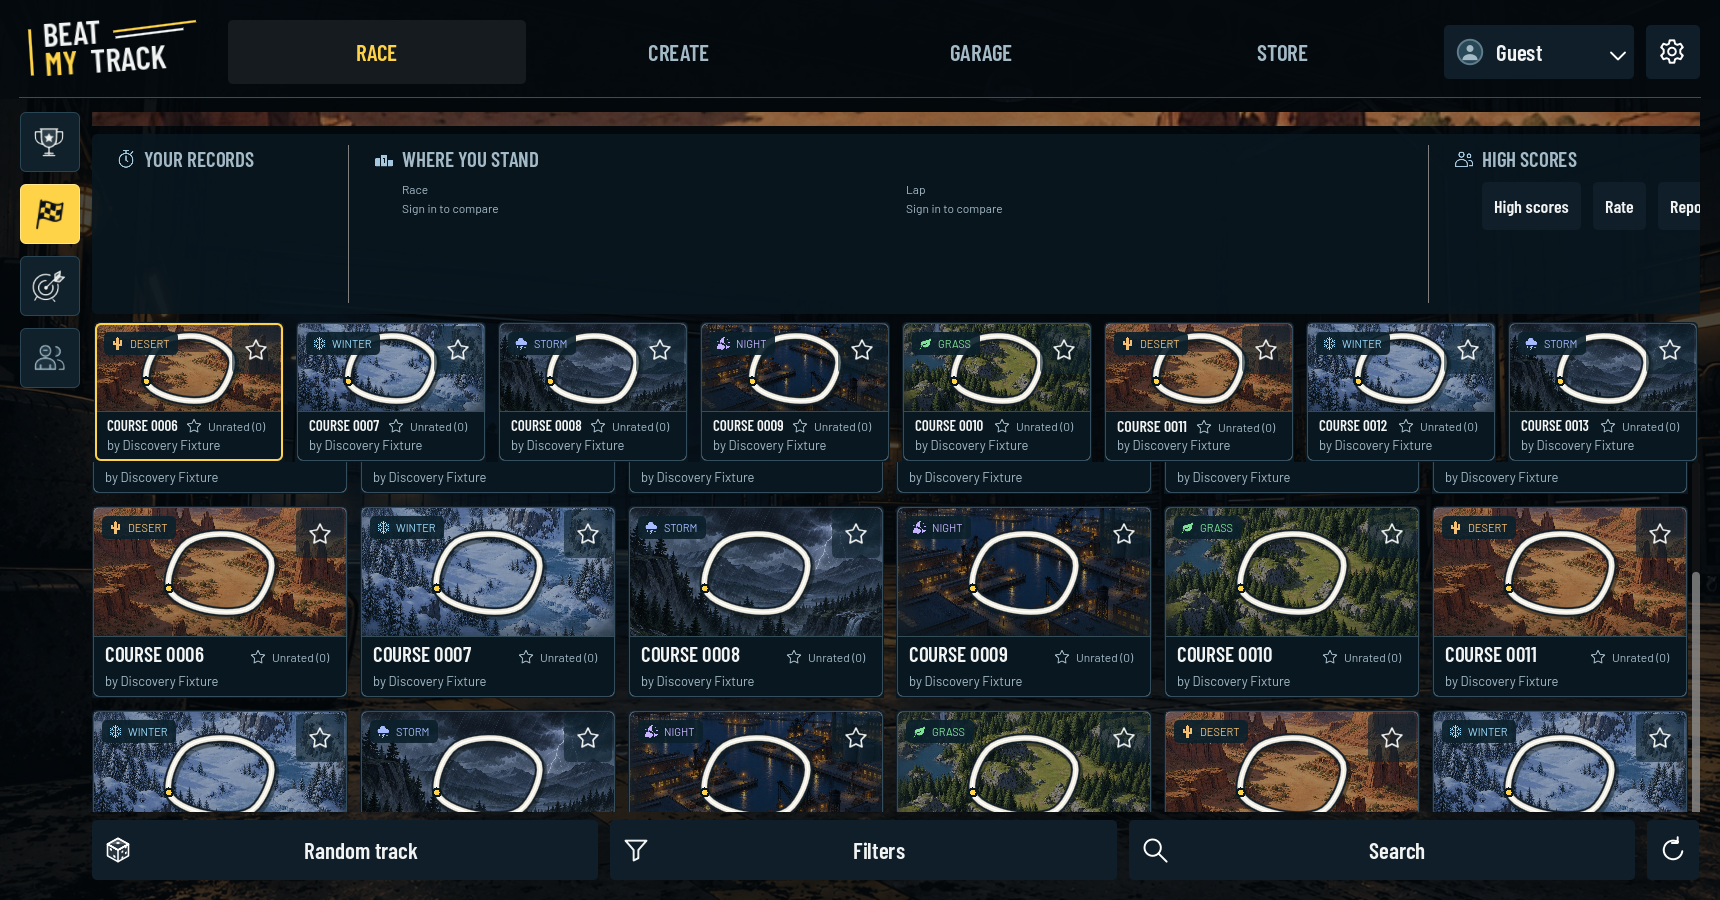 BEAT
MY TRACK
RACE
CREATE
GARAGE
STORE
Guest
YOUR RECORDS
WHERE YOU STAND
HIGH SCORES
Race
Sign in to compare
Lap
Sign in to compare
High scores
Rate
Repo
DESERT
WINTER
STORM
NIGHT
GRASS
DESERT
WINTER
STORM
COURSE 0006 Unrated (0)
by Discovery Fixture
COURSE 0007 Unrated (0)
by Discovery Fixture
COURSE 0008 Unrated (0)
by Discovery Fixture
COURSE 0009 Unrated (0)
by Discovery Fixture
COURSE 0010 Unrated (0)
by Discovery Fixture
COURSE 0011 Unrated (0)
by Discovery Fixture
COURSE 0012 Unrated (0)
by Discovery Fixture
COURSE 0013 Unrated (0)
by Discovery Fixture
by Discovery Fixture
by Discovery Fixture
by Discovery Fixture
by Discovery Fixture
by Discovery Fixture
by Discovery Fixture
DESERT
WINTER
STORM
NIGHT
GRASS
DESERT
COURSE 0006 Unrated (0)
by Discovery Fixture
COURSE 0007 Unrated (0)
by Discovery Fixture
COURSE 0008 Unrated (0)
by Discovery Fixture
COURSE 0009 Unrated (0)
by Discovery Fixture
COURSE 0010 Unrated (0)
by Discovery Fixture
COURSE 0011 Unrated (0)
by Discovery Fixture
WINTER
STORM
NIGHT
GRASS
DESERT
WINTER
Random track
Filters
Search